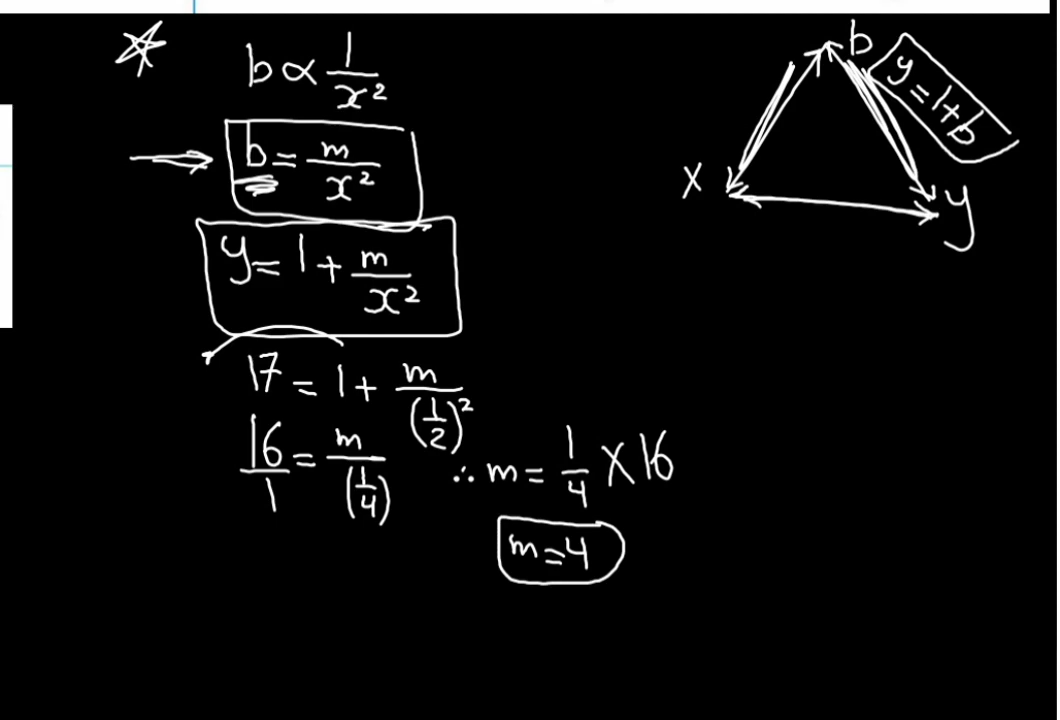 b ∝ 1/x²
b = m/x²
y = 1 + m/x²
17 = 1 + m/(1/2)²
16/1 = m/(1/4) ∴ m = 1/4 × 16
m = 4
b
y = 1 + b
x
y